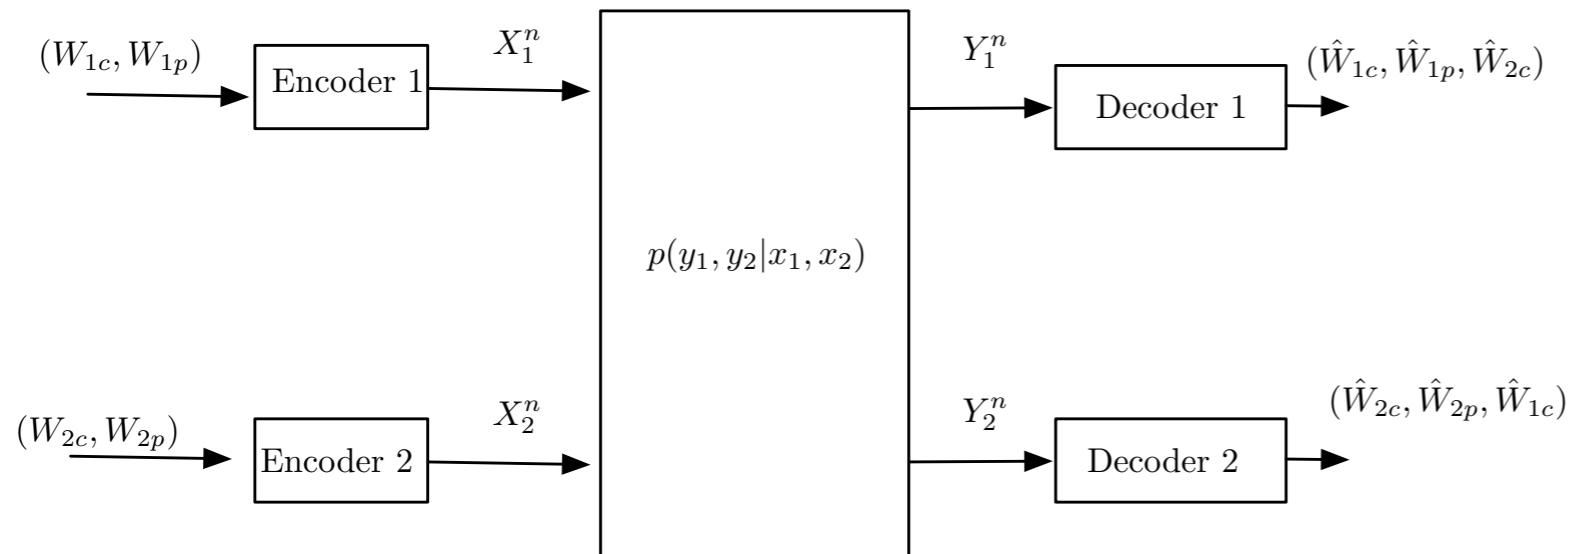 (W_{1c}, W_{1p})
Encoder 1
X_1^n
Y_1^n
Decoder 1
(Ŵ_{1c}, Ŵ_{1p}, Ŵ_{2c})
p(y_1, y_2|x_1, x_2)
(W_{2c}, W_{2p})
Encoder 2
X_2^n
Y_2^n
Decoder 2
(Ŵ_{2c}, Ŵ_{2p}, Ŵ_{1c})